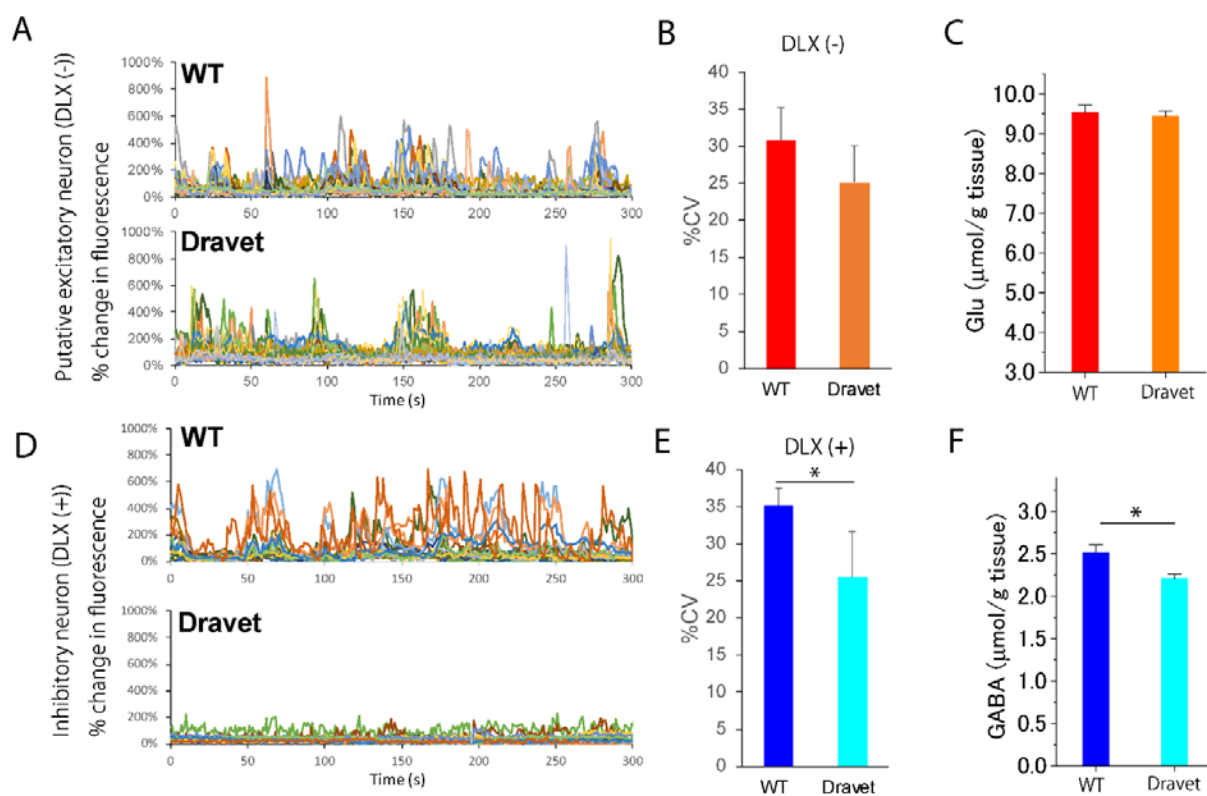 A
Putative excitatory neuron (DLX (-))
% change in fluorescence
WT
1000%
800%
600%
400%
200%
0%
0 50 100 150 200 250 300
Dravet
1000%
800%
600%
400%
200%
0%
0 50 100 150 200 250 300
Time (s)
B
DLX (-)
%CV
40
35
30
25
20
15
10
5
0
WT Dravet
C
Glu (μmol/g tissue)
10.0
9.0
8.0
7.0
6.0
5.0
4.0
3.0
WT Dravet
D
Inhibitory neuron (DLX (+))
% change in fluorescence
WT
1000%
800%
600%
400%
200%
0%
0 50 100 150 200 250 300
Dravet
1000%
800%
600%
400%
200%
0%
0 50 100 150 200 250 300
Time (s)
E
DLX (+)
*
%CV
40
35
30
25
20
15
10
5
0
WT Dravet
F
*
GABA (μmol/g tissue)
3.0
2.5
2.0
1.5
1.0
0.5
0.0
WT Dravet